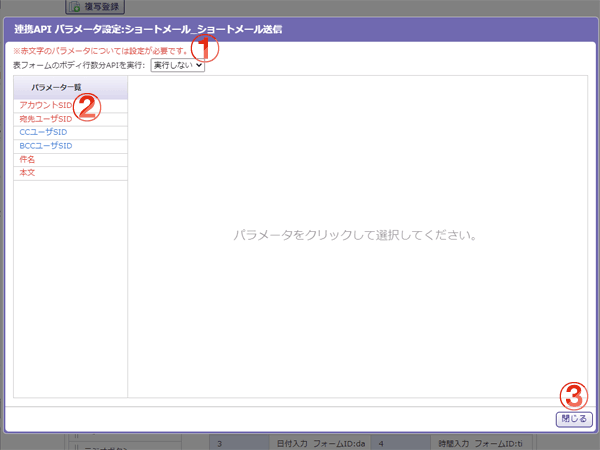 複写登録
連携API パラメータ設定:ショートメール_ショートメール送信
※赤文字のパラメータについては設定が必要です。
①
表フォームのボディ行数分APIを実行: 実行しない
パラメータ一覧
アカウントSID
②
宛先ユーザSID
CCユーザSID
BCCユーザSID
件名
本文
パラメータをクリックして選択してください。
③
閉じる
3 日付入力 フォームID:da 4 時間入力 フォームID:ti